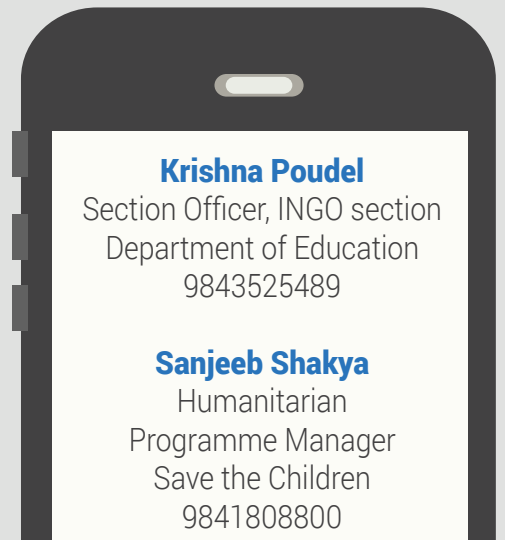 Krishna Poudel
Section Officer, INGO section
Department of Education
9843525489
Sanjeeb Shakya
Humanitarian
Programme Manager
Save the Children
9841808800